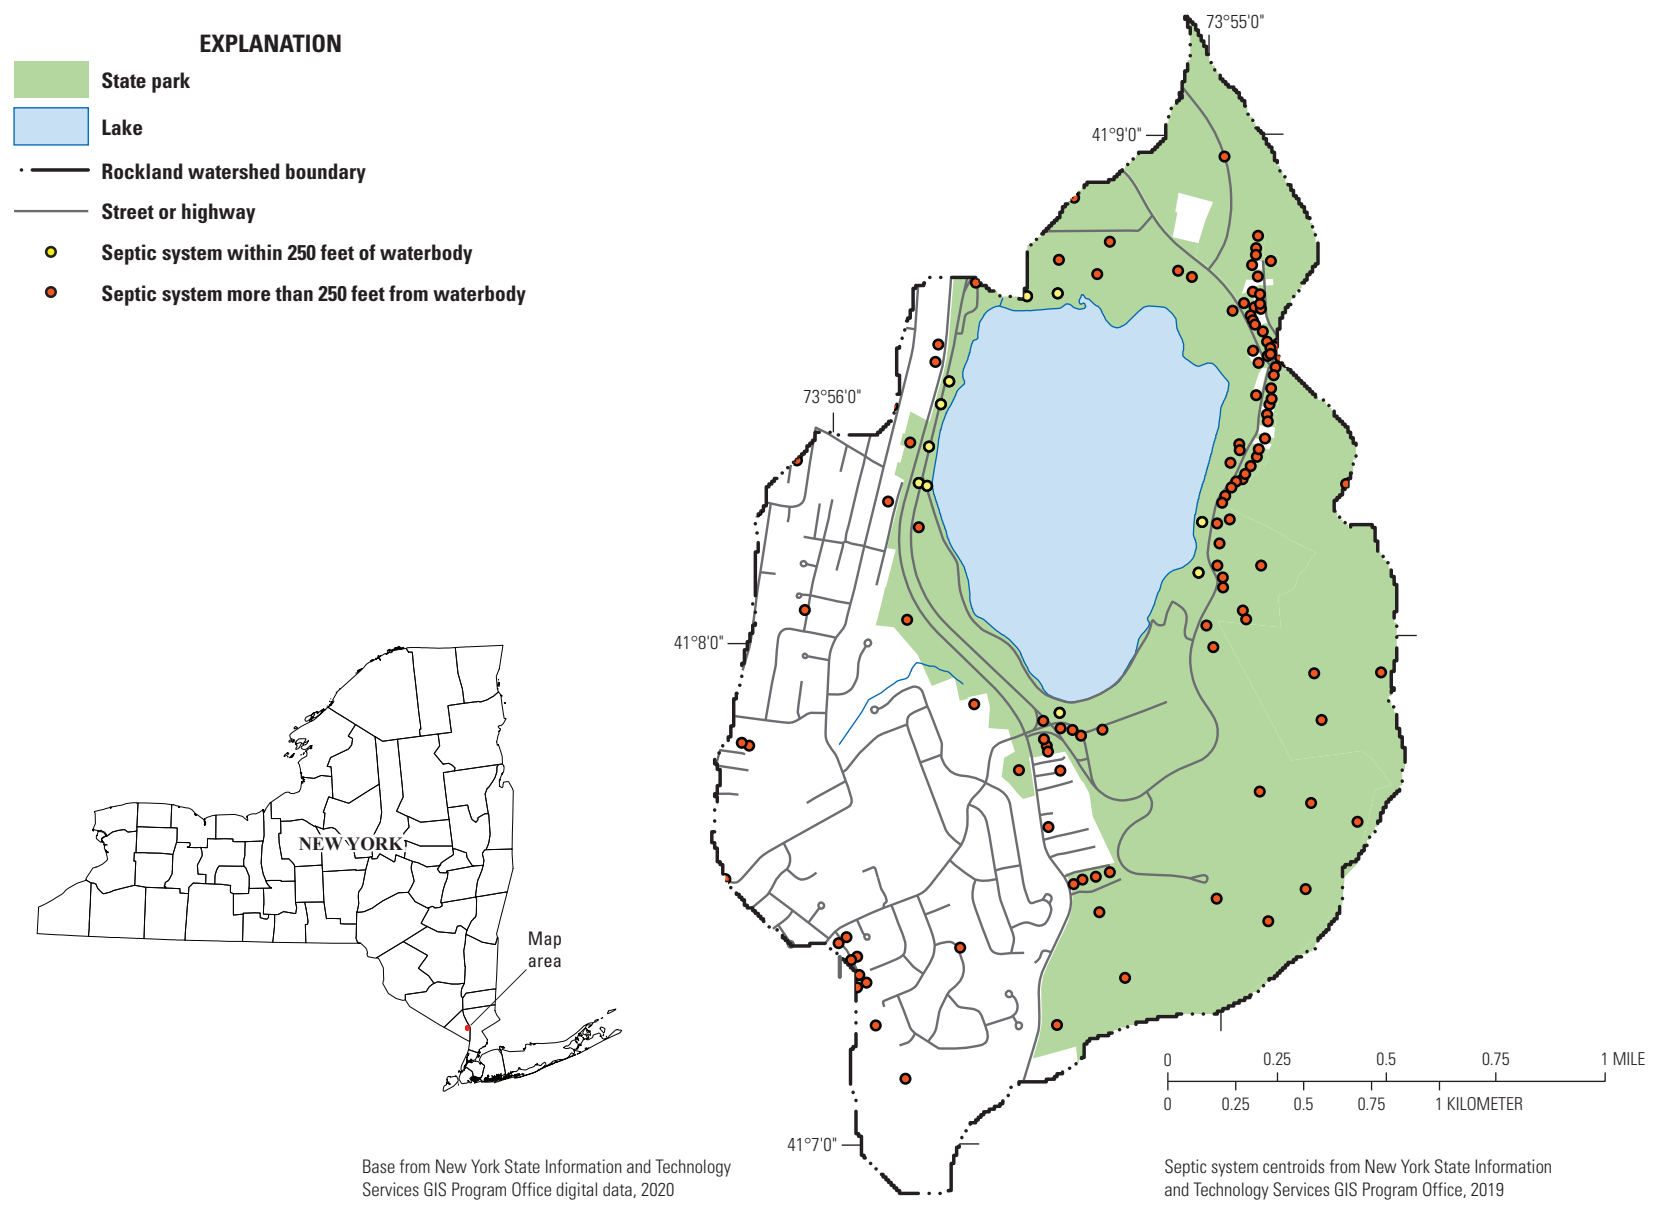 EXPLANATION
State park
Lake
Rockland watershed boundary
Street or highway
Septic system within 250 feet of waterbody
Septic system more than 250 feet from waterbody
73°55'0"
41°9'0"
73°56'0"
41°8'0"
NEW YORK
Map
area
0 0.25 0.5 0.75 1 MILE
0 0.25 0.5 0.75 1 KILOMETER
41°7'0"
Base from New York State Information and Technology
Services GIS Program Office digital data, 2020
Septic system centroids from New York State Information
and Technology Services GIS Program Office, 2019